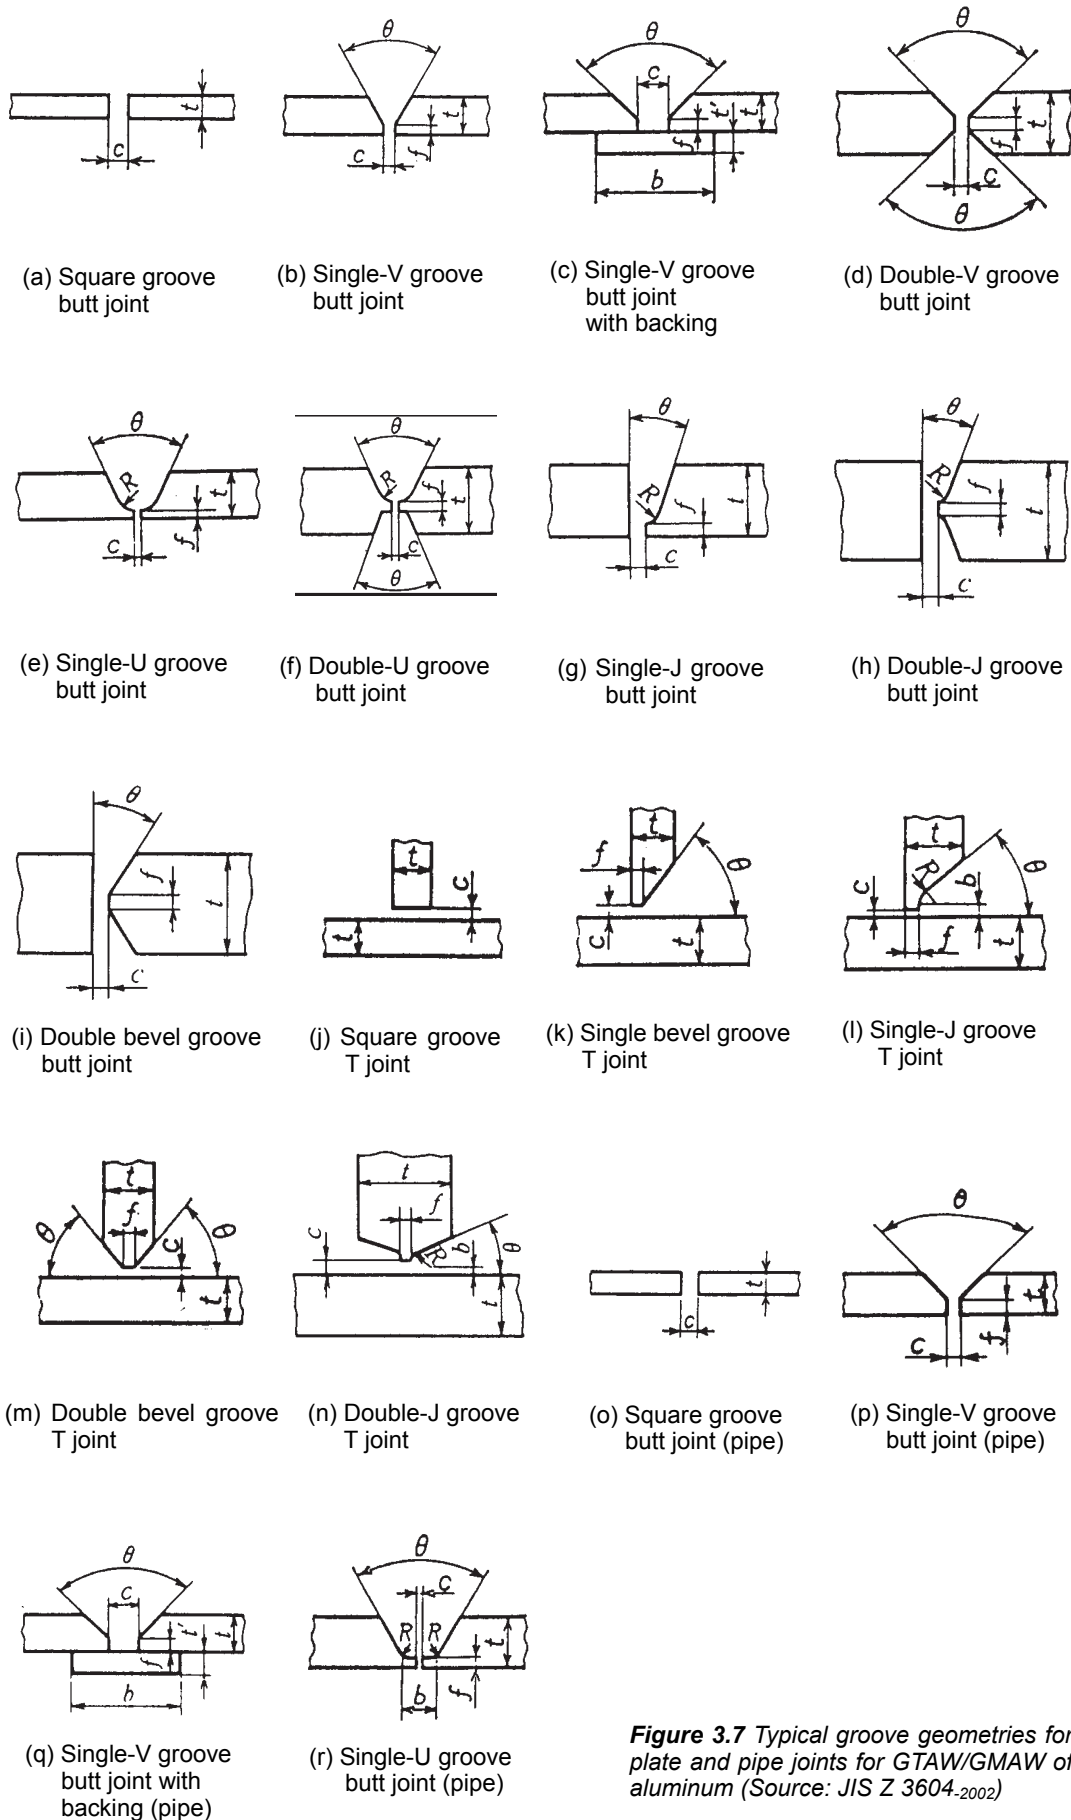 θ
θ
θ
c
t
t
c
f
c
f
t'
t
b
f
t
c
θ
(a) Square groove
butt joint
(b) Single-V groove
butt joint
(c) Single-V groove
butt joint
with backing
(d) Double-V groove
butt joint
θ
R
t
c
f
θ
R
f
t
c
θ
θ
R
f
t
c
θ
R
f
t
c
(e) Single-U groove
butt joint
(f) Double-U groove
butt joint
(g) Single-J groove
butt joint
(h) Double-J groove
butt joint
θ
f
t
c
t
c
t
t
f
θ
c
t
t
R
θ
c
b
f
t
(i) Double bevel groove
butt joint
(j) Square groove
T joint
(k) Single bevel groove
T joint
(l) Single-J groove
T joint
t
θ
f
θ
c
t
t
f
c
R
b
θ
t
t
c
θ
t
c
f
(m) Double bevel groove
T joint
(n) Double-J groove
T joint
(o) Square groove
butt joint (pipe)
(p) Single-V groove
butt joint (pipe)
θ
c
t'
t
f
b
θ
c
R
R
t
b
f
(q) Single-V groove
butt joint with
backing (pipe)
(r) Single-U groove
butt joint (pipe)
Figure 3.7 Typical groove geometries for
plate and pipe joints for GTAW/GMAW of
aluminum (Source: JIS Z 3604-2002)